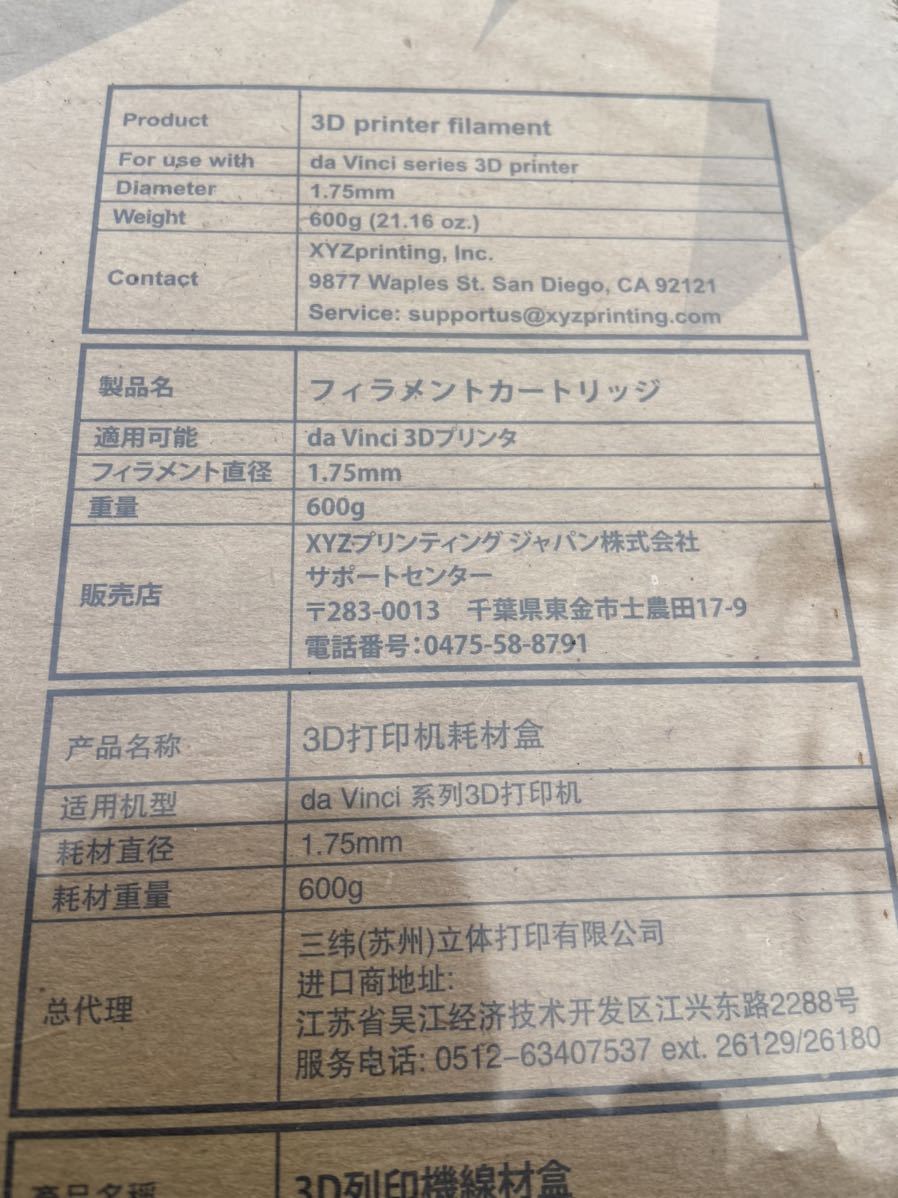 Product 3D printer filament
For use with da Vinci series 3D printer
Diameter 1.75mm
Weight 600g (21.16 oz.)
Contact XYZprinting, Inc.
9877 Waples St. San Diego, CA 92121
Service: supportus@xyzprinting.com
製品名 フィラメントカートリッジ
適用可能 da Vinci 3Dプリンタ
フィラメント直径 1.75mm
重量 600g
販売店 XYZプリンティング ジャパン株式会社
サポートセンター
〒283-0013 千葉県東金市士農田17-9
電話番号:0475-58-8791
产品名称 3D打印机耗材盒
适用机型 da Vinci 系列3D打印机
耗材直径 1.75mm
耗材重量 600g
总代理 三纬(苏州)立体打印有限公司
进口商地址:
江苏省吴江经济技术开发区江兴东路2288号
服务电话: 0512-63407537 ext. 26129/26180
產品名稱 3D列印機線材盒